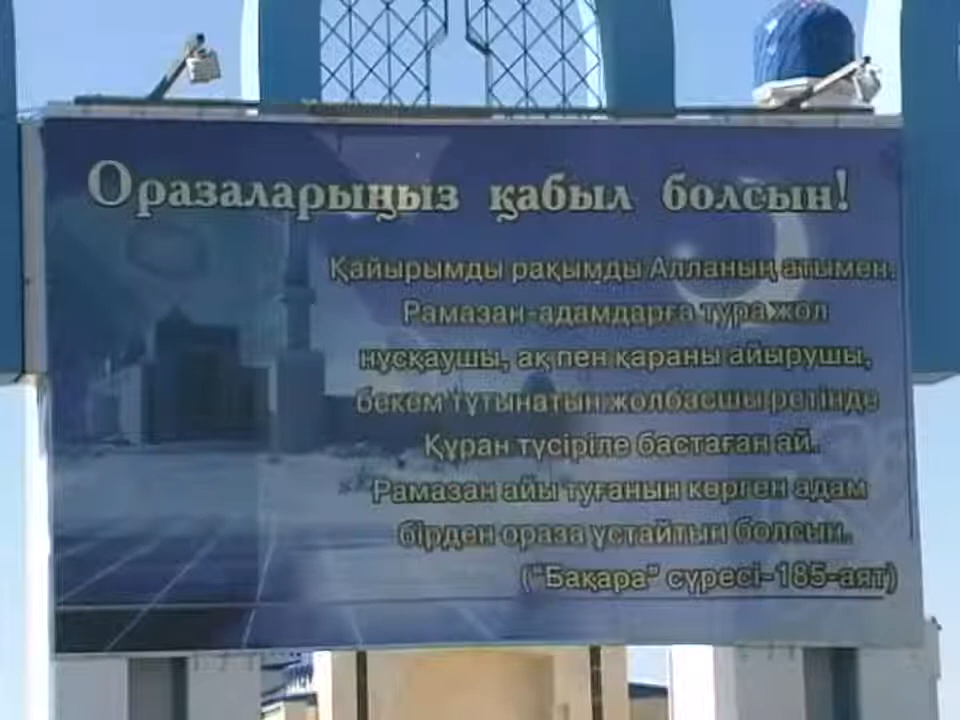 Оразаларыңыз қабыл болсын!
Қайырымды рақымды Алланың атымен.
Рамазан-адамдарға тура жол
нұсқаушы, ақ пен қараны айырушы,
бекем тұтынатын жолбасшы ретінде
Құран түсіріле бастаған ай.
Рамазан айы туғанын көрген адам
бірден ораза ұстайтын болсын.
("Бақара" сүресі-185-аят)